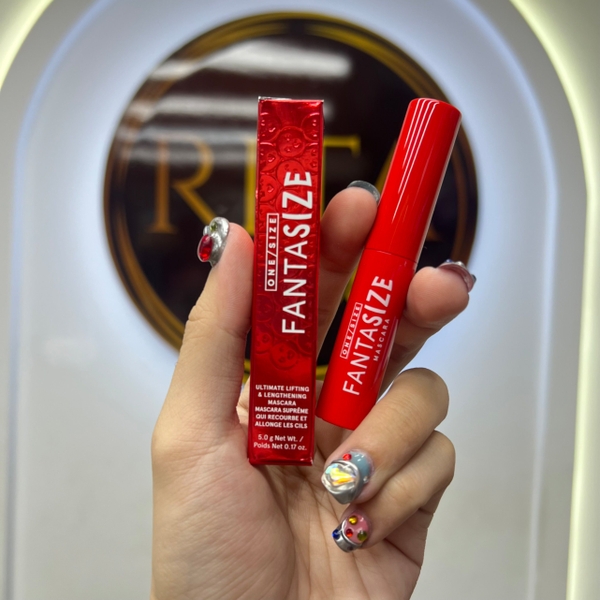 ONE/SIZE
FANTASIZE
ULTIMATE LIFTING
& LENGTHENING
MASCARA
MASCARA SUPRÊME
QUI RECOURBE ET
ALLONGE LES CILS
5.0 g Net Wt. /
Poids Net 0.17 oz.
ONE/SIZE
FANTASIZE
MASCARA